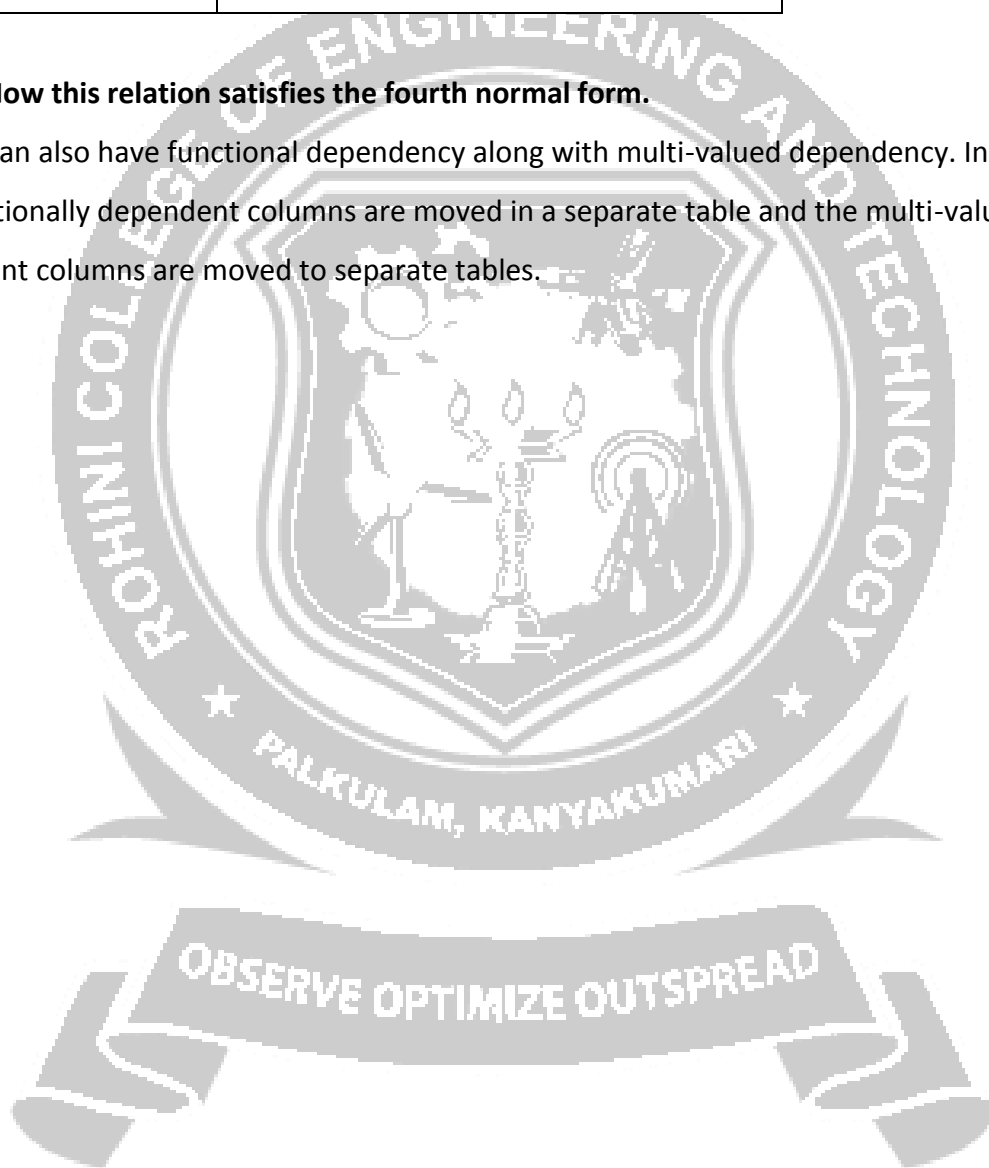 low this relation satisfies the fourth normal form.
an also have functional dependency along with multi-valued dependency. In
tionally dependent columns are moved in a separate table and the multi-valu
nt columns are moved to separate tables.
ROHINI COLLEGE OF ENGINEERING AND TECHNOLOGY
PALKULAM, KANYAKUMARI
OBSERVE OPTIMIZE OUTSPREAD